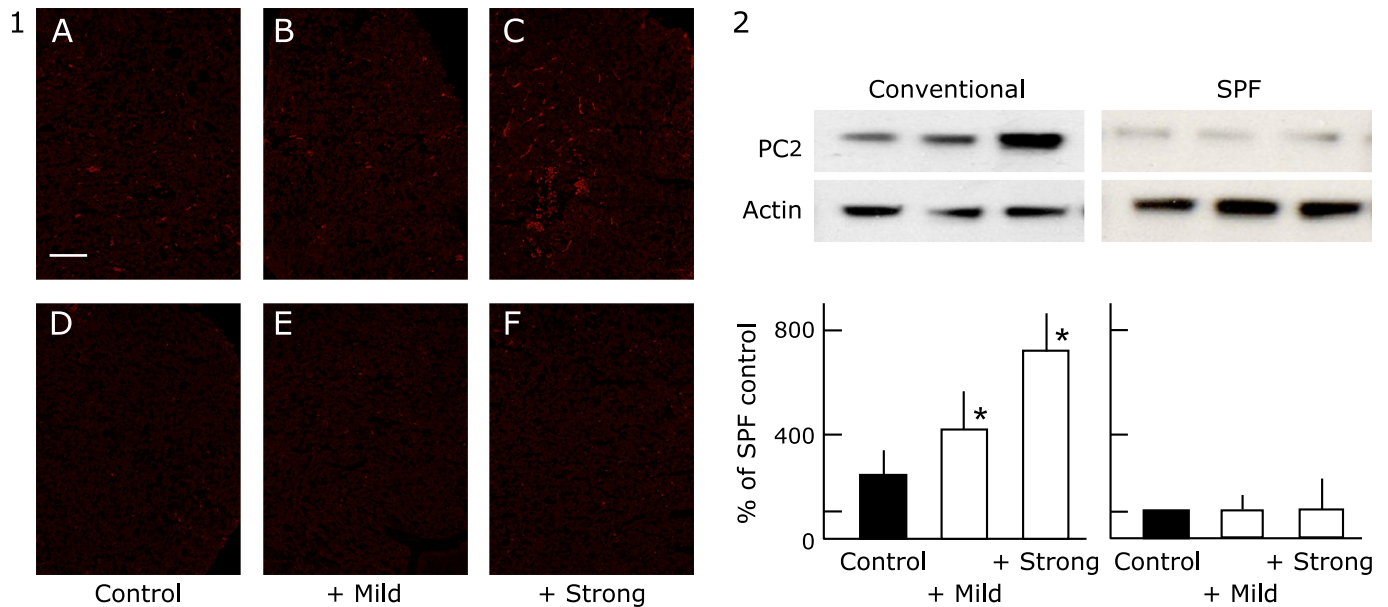 1
A
B
C
D
E
F
Control
+ Mild
+ Strong
2
Conventional
SPF
PC2
Actin
% of SPF control
800
400
0
*
*
Control
+ Strong
+ Mild
+ Strong
Control
+ Mild